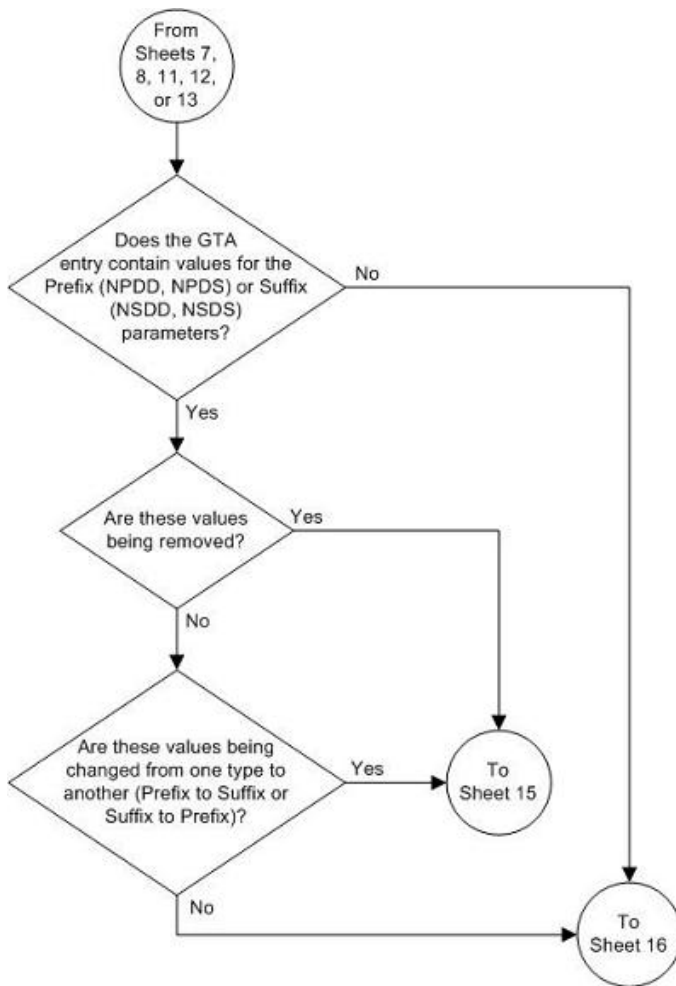 From
Sheets 7,
8, 11, 12,
or 13
Does the GTA
entry contain values for the
Prefix (NPDD, NPDS) or Suffix
(NSDD, NSDS)
parameters?
No
Yes
Are these values
being removed?
Yes
No
Are these values being
changed from one type to
another (Prefix to Suffix or
Suffix to Prefix)?
Yes
To
Sheet 15
No
To
Sheet 16